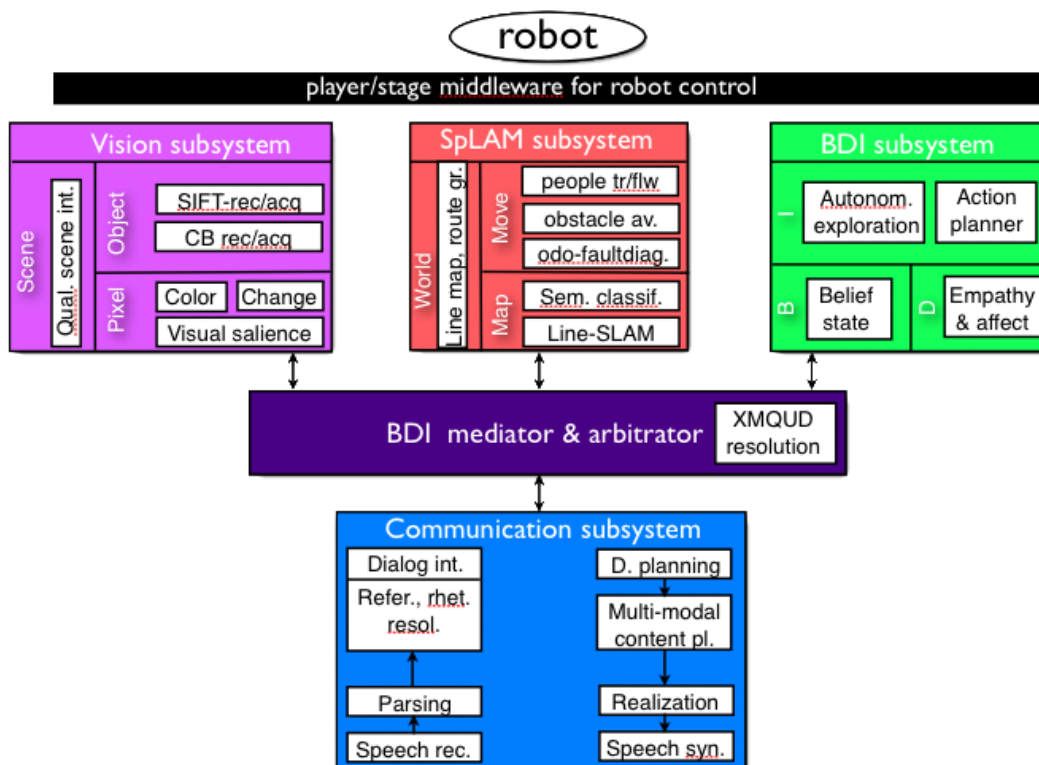 robot
player/stage middleware for robot control
Vision subsystem
Scene
Qual. scene int.
Object
SIFT-rec/acq
CB rec/acq
Pixel
Color
Change
Visual salience
SpLAM subsystem
World
Line map, route gr.
Move
people tr/flw
obstacle av.
odo-faultdiag.
Map
Sem. classif.
Line-SLAM
BDI subsystem
I
Autonom.
exploration
Action
planner
B
Belief
state
D
Empathy
& affect
BDI mediator & arbitrator
XMQUD
resolution
Communication subsystem
Dialog int.
Refer., rhet.
resol.
Parsing
Speech rec.
D. planning
Multi-modal
content pl.
Realization
Speech syn.